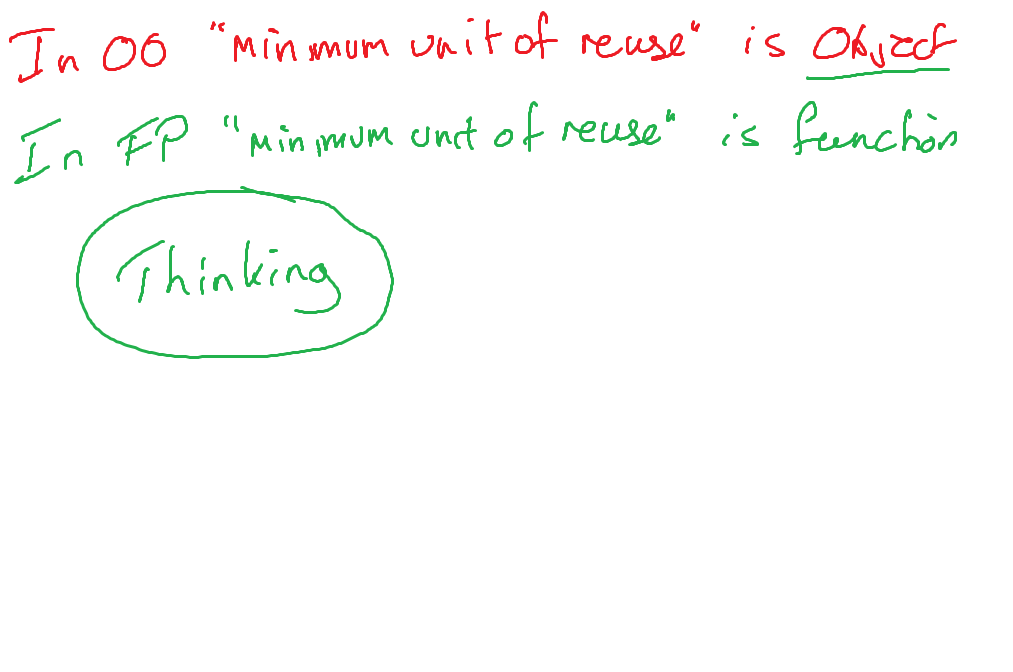 In OO "minimum unit of reuse" is Object
In FP "minimum unit of reuse" is function
Thinking